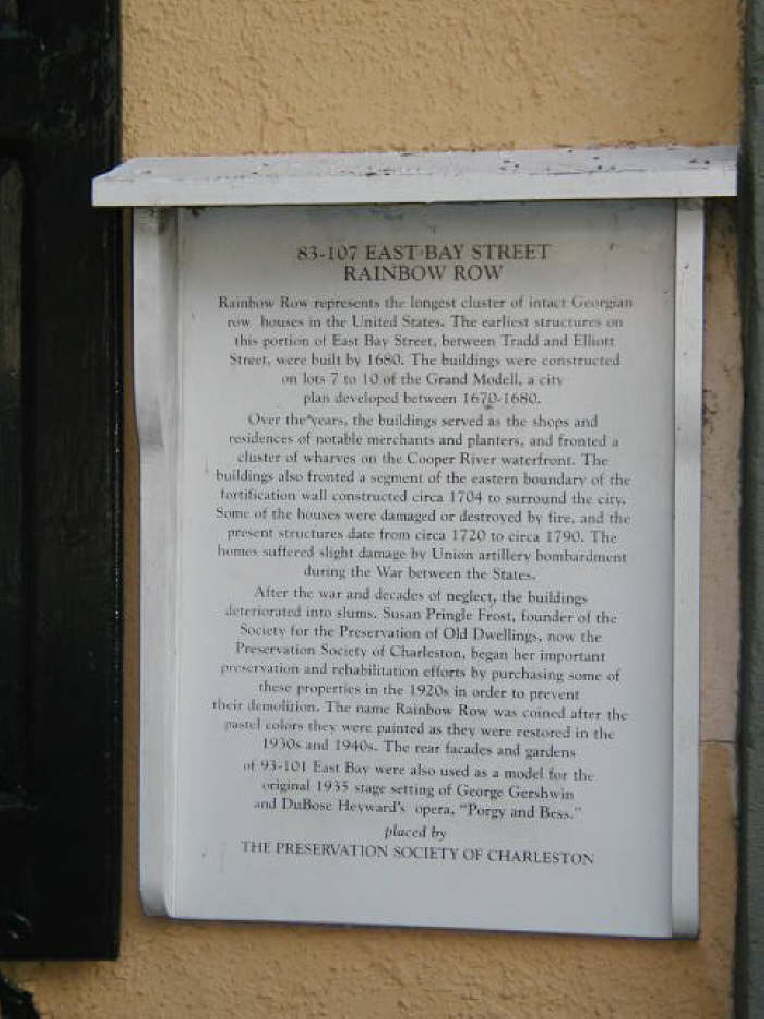 83-107 EAST BAY STREET
RAINBOW ROW
Rainbow Row represents the longest cluster of intact Georgian
row houses in the United States. The earliest structures on
this portion of East Bay Street, between Tradd and Elliott
Street, were built by 1680. The buildings were constructed
on lots 7 to 10 of the Grand Modell, a city
plan developed between 1670-1680.
Over the years, the buildings served as the shops and
residences of notable merchants and planters, and fronted a
cluster of wharves on the Cooper River waterfront. The
buildings also fronted a segment of the eastern boundary of the
fortification wall constructed circa 1704 to surround the city.
Some of the houses were damaged or destroyed by fire, and the
present structures date from circa 1720 to circa 1790. The
homes suffered slight damage by Union artillery bombardment
during the War between the States.
After the war and decades of neglect, the buildings
deteriorated into slums. Susan Pringle Frost, founder of the
Society for the Preservation of Old Dwellings, now the
Preservation Society of Charleston, began her important
preservation and rehabilitation efforts by purchasing some of
these properties in the 1920s in order to prevent
their demolition. The name Rainbow Row was coined after the
pastel colors they were painted as they were restored in the
1930s and 1940s. The rear facades and gardens
of 93-101 East Bay were also used as a model for the
original 1935 stage setting of George Gershwin
and DuBose Heyward's opera, "Porgy and Bess."
placed by
THE PRESERVATION SOCIETY OF CHARLESTON